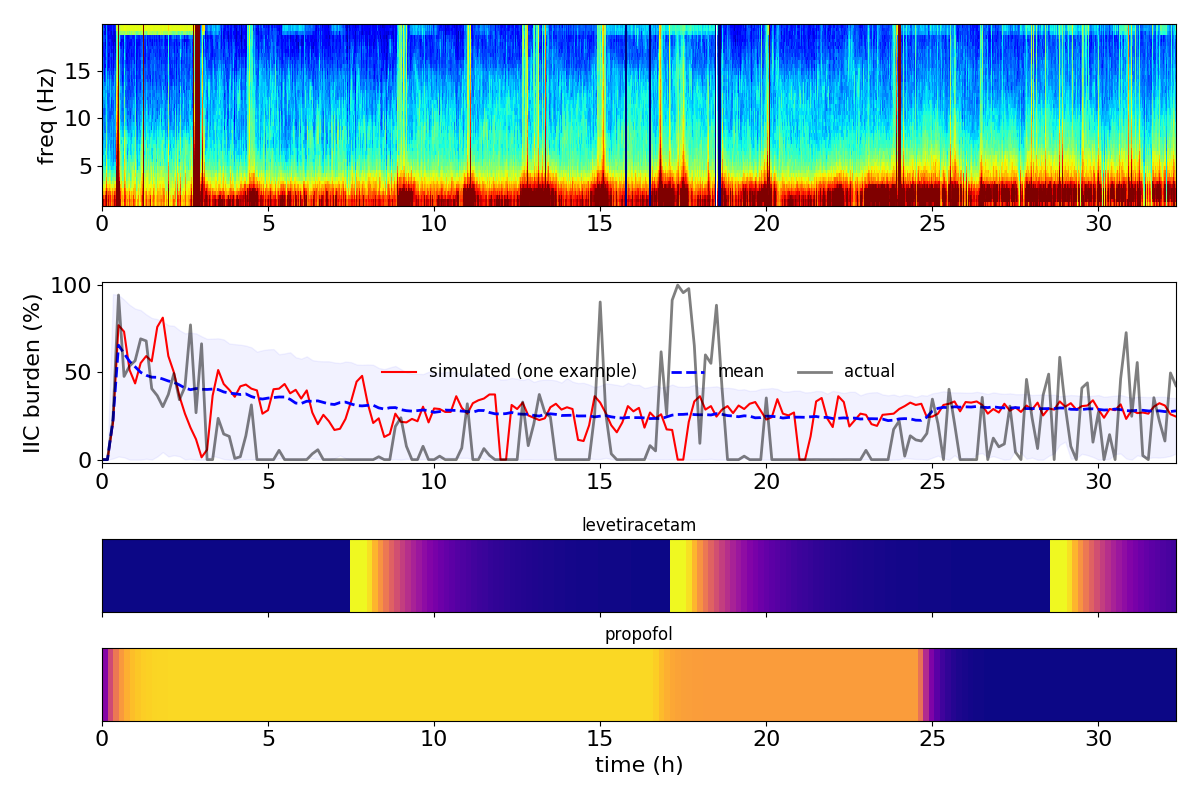 freq (Hz)
15
10
5
0 5 10 15 20 25 30
IIC burden (%)
100
50
0
simulated (one example) mean actual
0 5 10 15 20 25 30
levetiracetam
propofol
0 5 10 15 20 25 30
time (h)